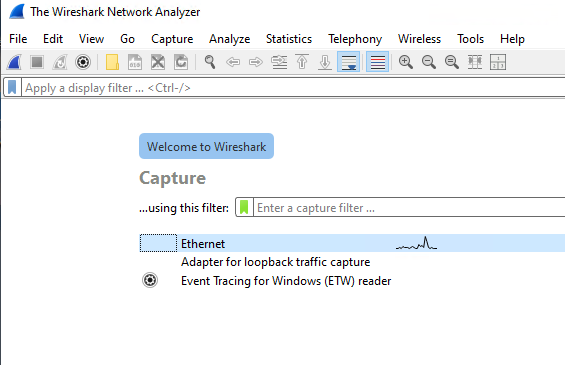 The Wireshark Network Analyzer
File Edit View Go Capture Analyze Statistics Telephony Wireless Tools Help
Apply a display filter ... <Ctrl-/>
Welcome to Wireshark
Capture
...using this filter: Enter a capture filter ...
Ethernet
Adapter for loopback traffic capture
Event Tracing for Windows (ETW) reader